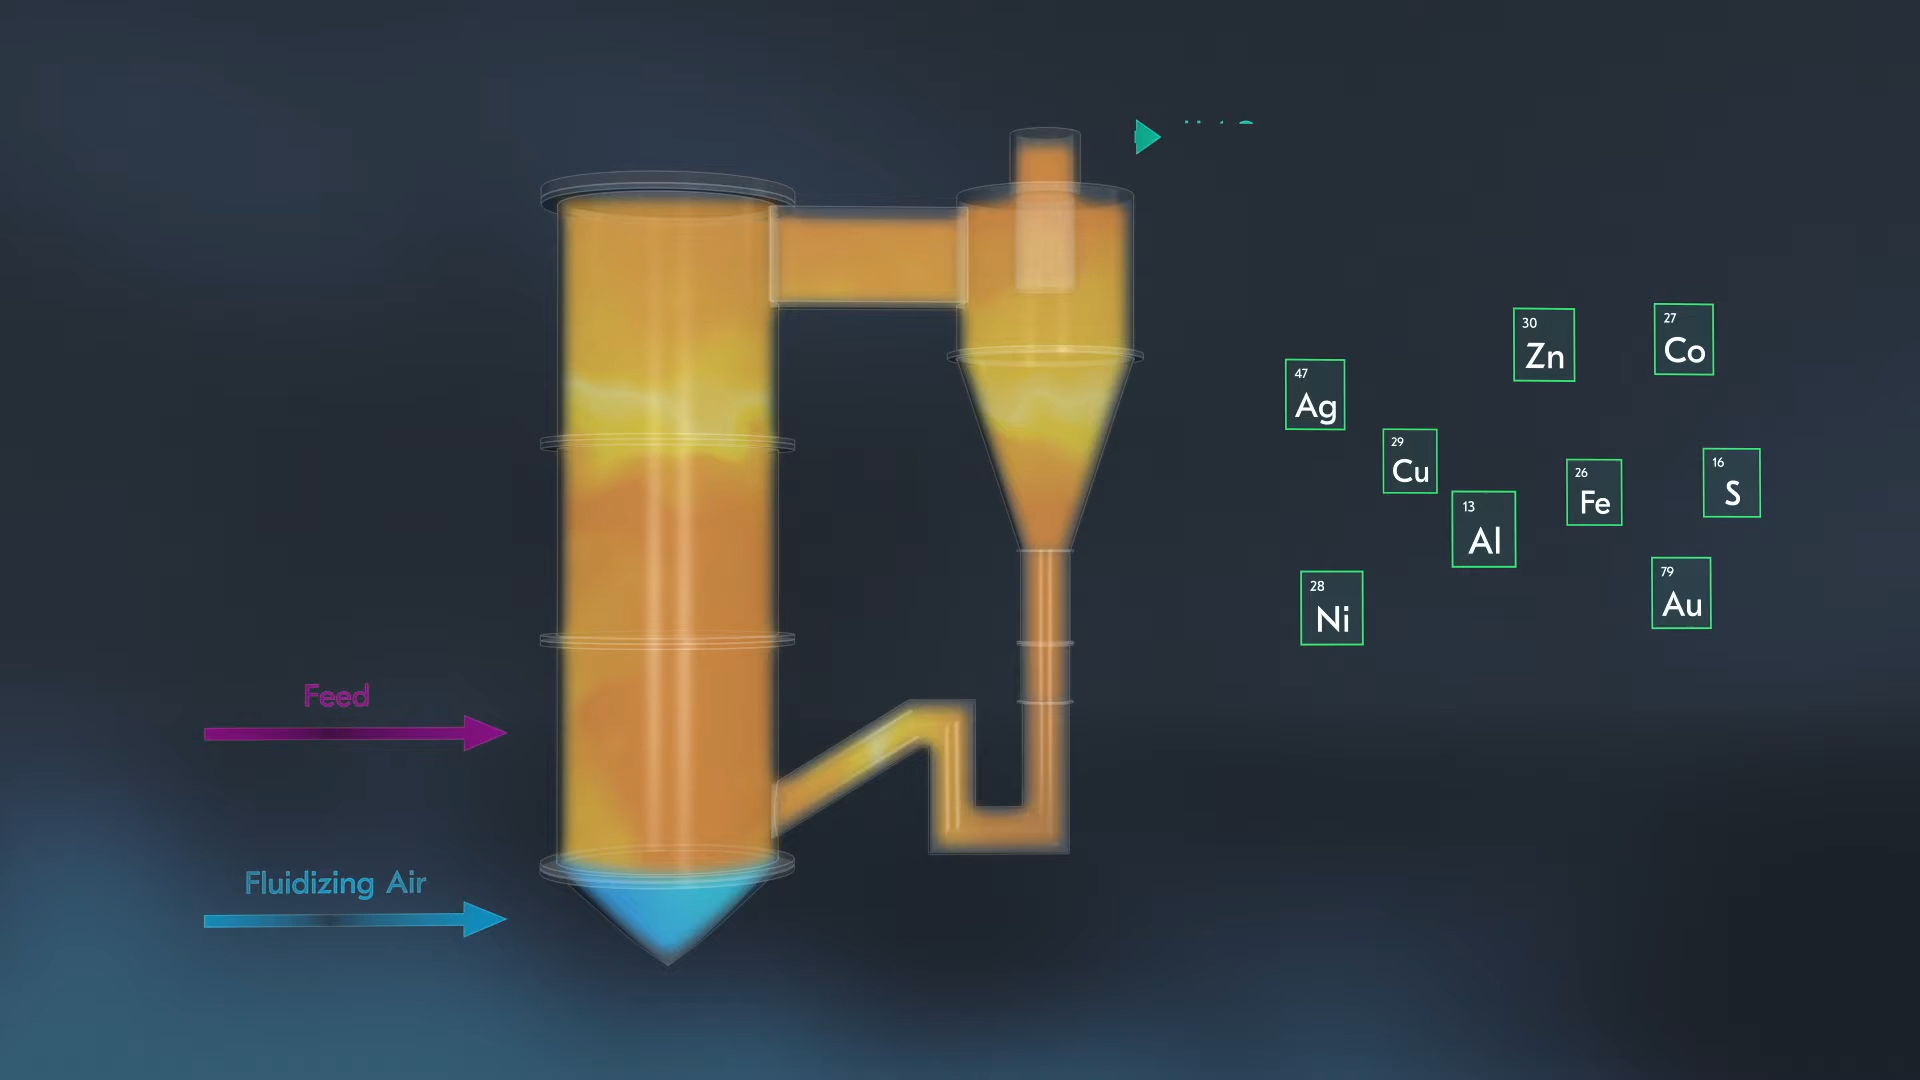 30
Zn
27
Co
47
Ag
29
Cu
26
Fe
16
S
13
Al
79
Au
28
Ni
Feed
Fluidizing Air